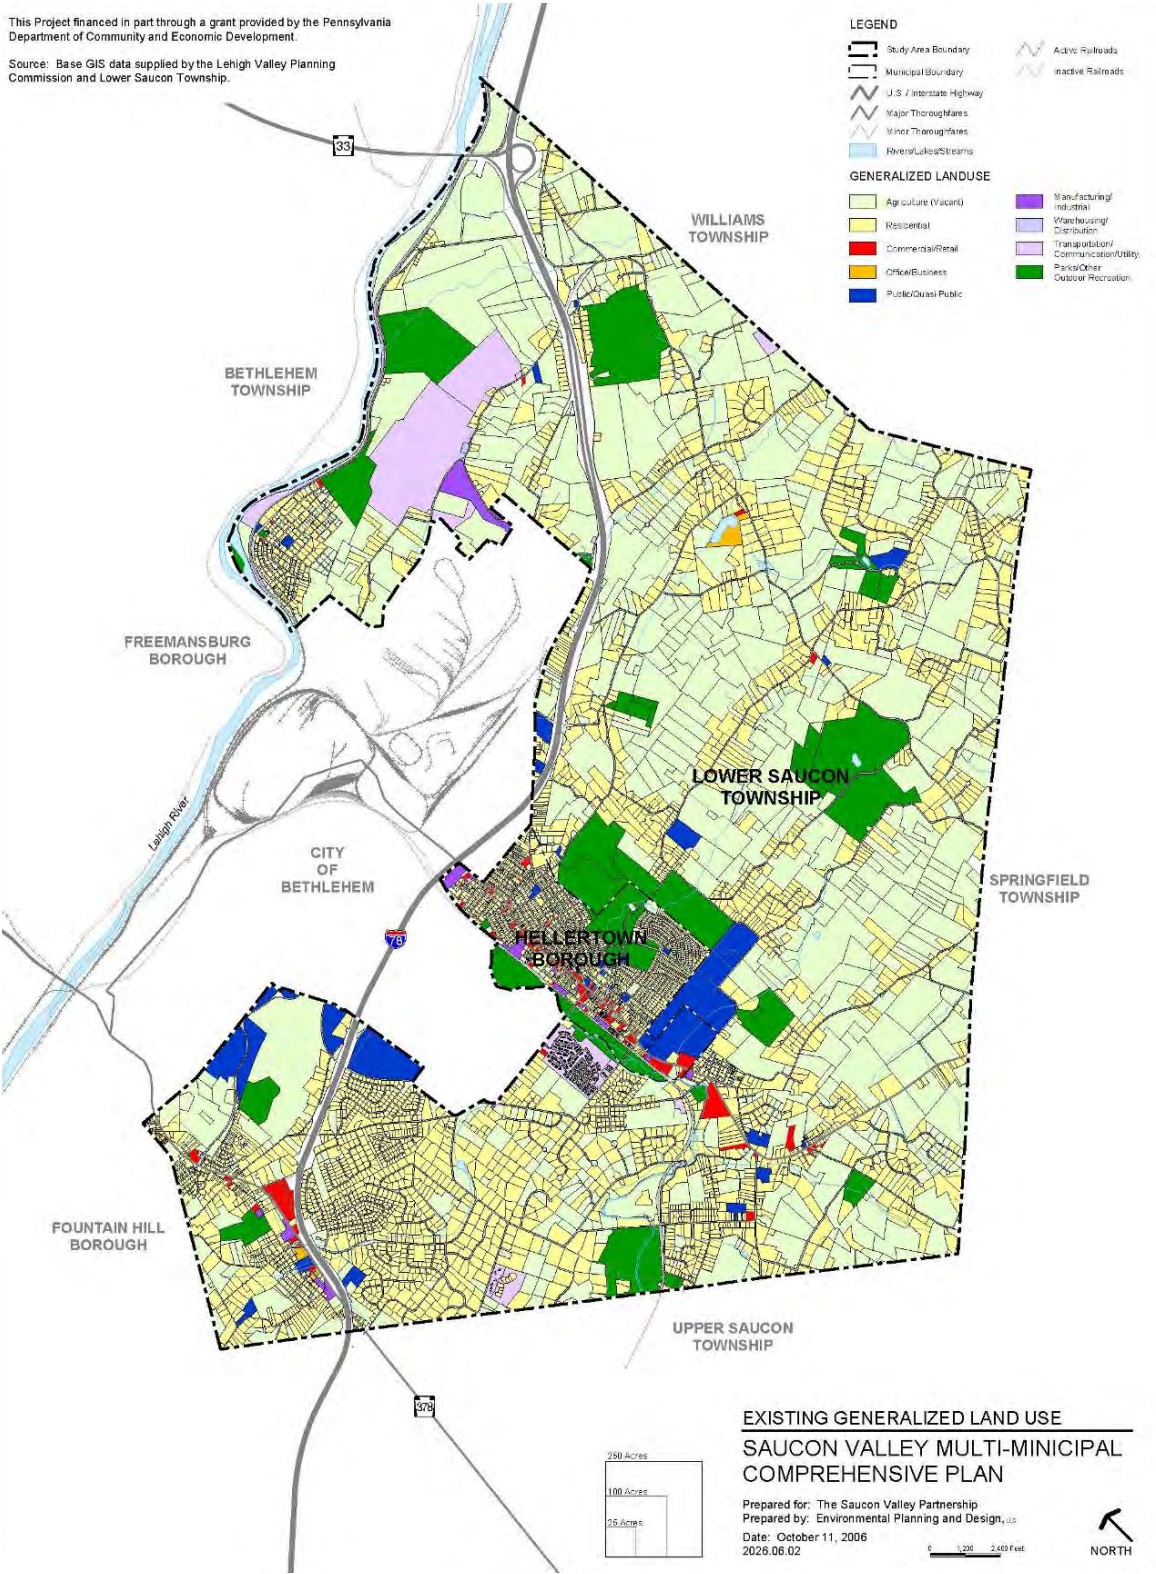 This Project financed in part through a grant provided by the Pennsylvania
Department of Community and Economic Development.
Source: Base GIS data supplied by the Lehigh Valley Planning
Commission and Lower Saucon Township.
LEGEND
Study Area Boundary
Municipal Boundary
U.S. / Interstate Highway
Major Thoroughfares
Minor Thoroughfares
Rivers/Lakes/Streams
Active Railroads
Inactive Railroads
GENERALIZED LANDUSE
Agriculture (Vacant)
Residential
Commercial/Retail
Office/Business
Public/Quasi-Public
Manufacturing/
Industrial
Warehousing/
Distribution
Transportation/
Communication/Utility
Parks/Other
Outdoor Recreation
33
WILLIAMS
TOWNSHIP
BETHLEHEM
TOWNSHIP
FREEMANSBURG
BOROUGH
LOWER SAUCON
TOWNSHIP
Lehigh River
CITY
OF
BETHLEHEM
SPRINGFIELD
TOWNSHIP
78
HELLERTOWN
BOROUGH
FOUNTAIN HILL
BOROUGH
UPPER SAUCON
TOWNSHIP
378
250 Acres
100 Acres
25 Acres
EXISTING GENERALIZED LAND USE
SAUCON VALLEY MULTI-MINICIPAL
COMPREHENSIVE PLAN
Prepared for: The Saucon Valley Partnership
Prepared by: Environmental Planning and Design, LLC
Date: October 11, 2006
2026.06.02
0 1,200 2,400 Feet
NORTH